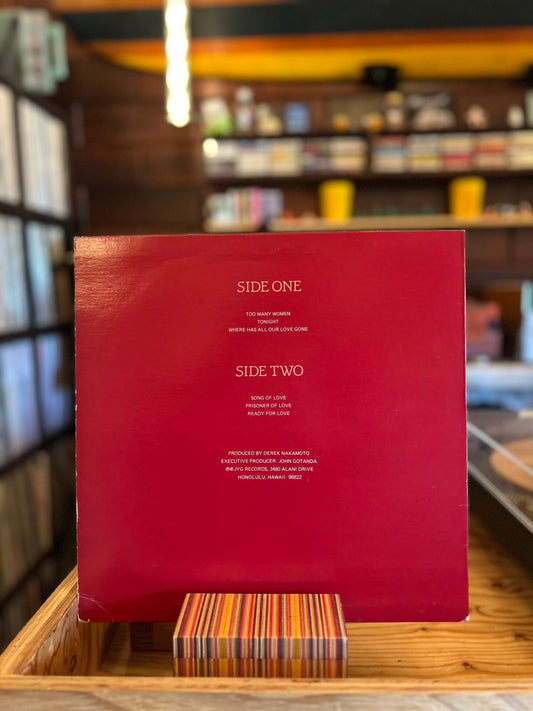 SIDE ONE
TOO MANY WOMEN
TONIGHT
WHERE HAS ALL OUR LOVE GONE
SIDE TWO
SONG OF LOVE
PRISONER OF LOVE
READY FOR LOVE
PRODUCED BY DEREK NAKAMOTO
EXECUTIVE PRODUCER: JOHN GOTANDA
℗© JYG RECORDS, 3480 ALANI DRIVE
HONOLULU, HAWAII 96822